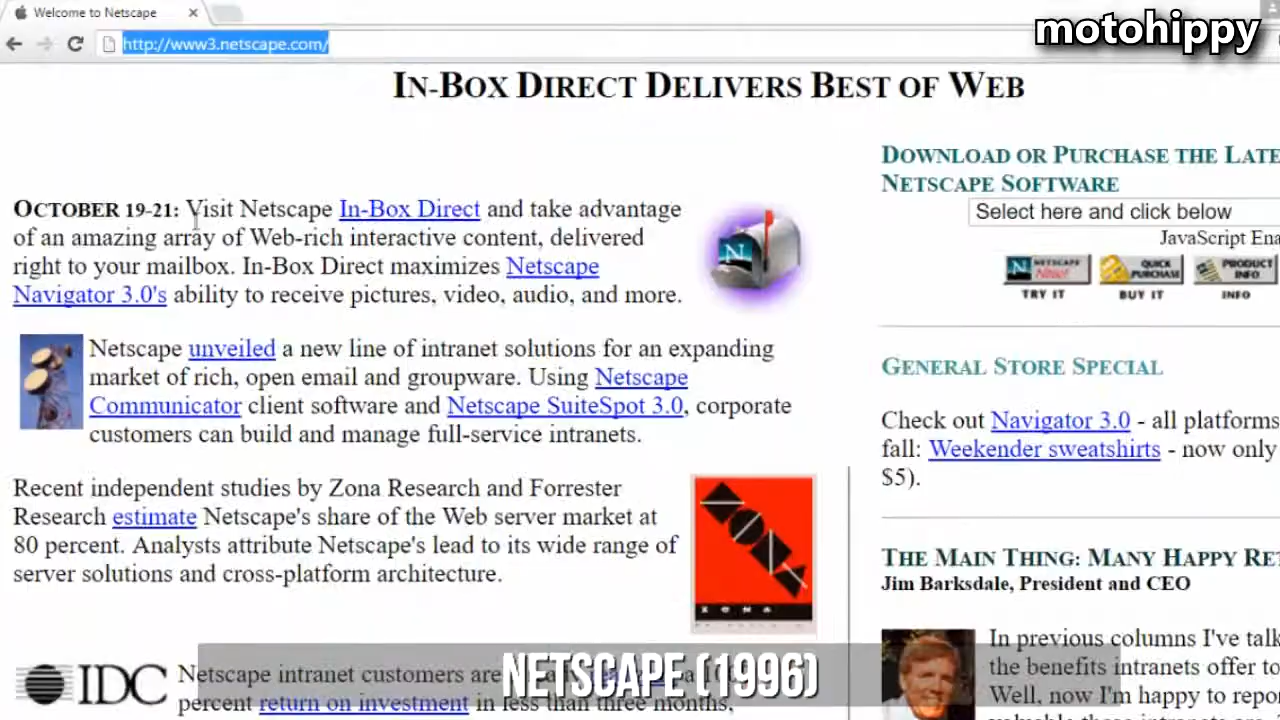 Welcome to Netscape
http://www3.netscape.com/
motohippy
IN-BOX DIRECT DELIVERS BEST OF WEB
OCTOBER 19-21: Visit Netscape In-Box Direct and take advantage
of an amazing array of Web-rich interactive content, delivered
right to your mailbox. In-Box Direct maximizes Netscape
Navigator 3.0's ability to receive pictures, video, audio, and more.
Netscape unveiled a new line of intranet solutions for an expanding
market of rich, open email and groupware. Using Netscape
Communicator client software and Netscape SuiteSpot 3.0, corporate
customers can build and manage full-service intranets.
Recent independent studies by Zona Research and Forrester
Research estimate Netscape's share of the Web server market at
80 percent. Analysts attribute Netscape's lead to its wide range of
server solutions and cross-platform architecture.
ZONA
ZONA
IDC
Netscape intranet customers are
percent return on investment in less than three months,
DOWNLOAD OR PURCHASE THE LATE
NETSCAPE SOFTWARE
Select here and click below
JavaScript Ena
N NETSCAPE Now!
QUICK PURCHASE
PRODUCT INFO
TRY IT
BUY IT
INFO
GENERAL STORE SPECIAL
Check out Navigator 3.0 - all platforms
fall: Weekender sweatshirts - now only
$5).
THE MAIN THING: MANY HAPPY RET
Jim Barksdale, President and CEO
In previous columns I've talk
the benefits intranets offer to
Well, now I'm happy to repo
NETSCAPE (1996)